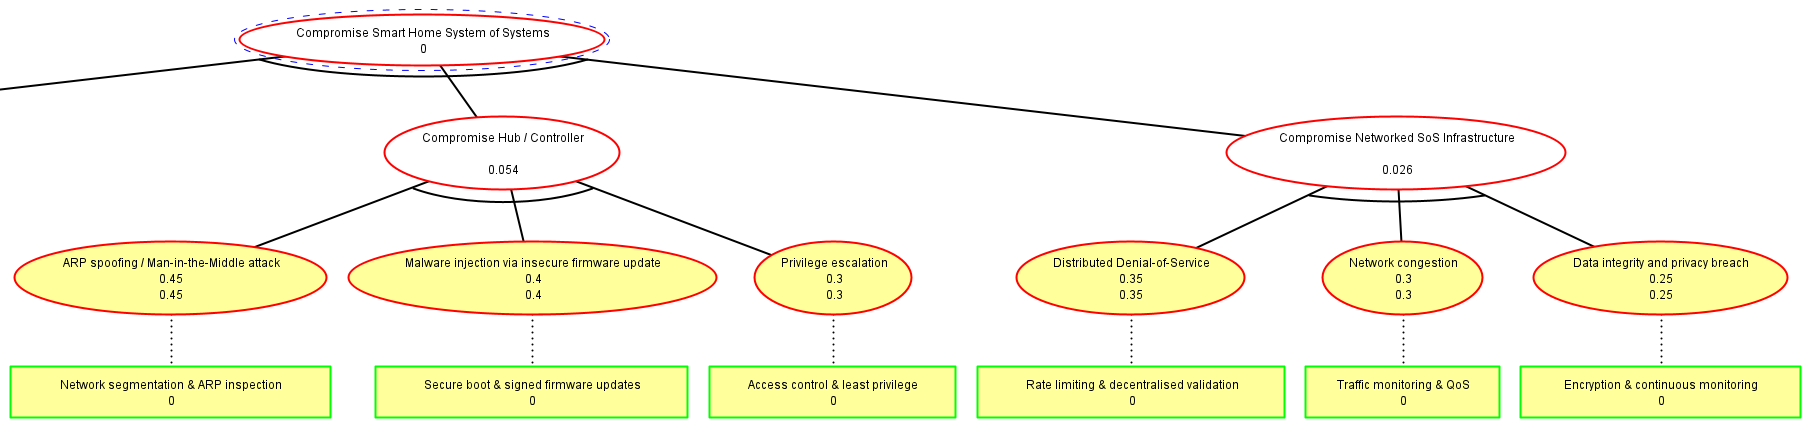 Compromise Smart Home System of Systems
0
Compromise Hub / Controller
0.054
Compromise Networked SoS Infrastructure
0.026
ARP spoofing / Man-in-the-Middle attack
0.45
0.45
Malware injection via insecure firmware update
0.4
0.4
Privilege escalation
0.3
0.3
Distributed Denial-of-Service
0.35
0.35
Network congestion
0.3
0.3
Data integrity and privacy breach
0.25
0.25
Network segmentation & ARP inspection
0
Secure boot & signed firmware updates
0
Access control & least privilege
0
Rate limiting & decentralised validation
0
Traffic monitoring & QoS
0
Encryption & continuous monitoring
0